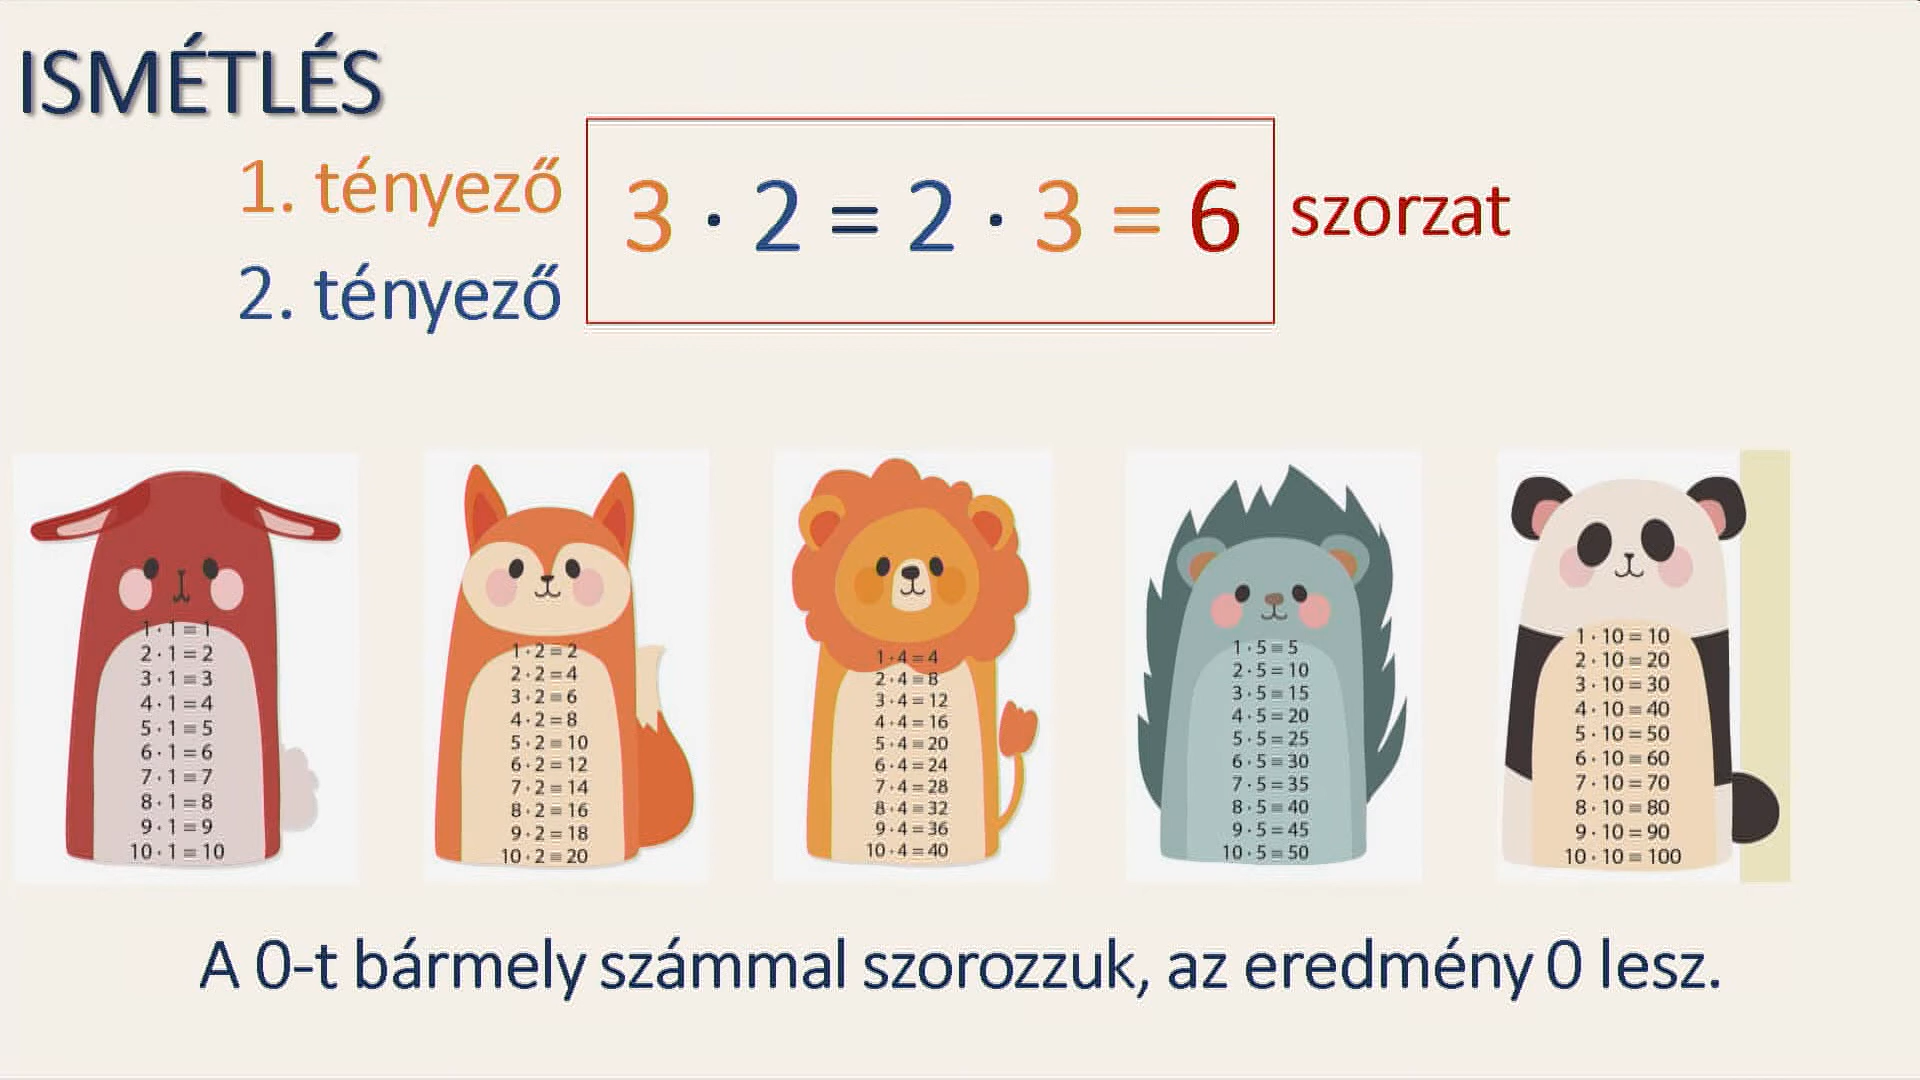 ISMÉTLÉS
1. tényező
2. tényező
3 · 2 = 2 · 3 = 6
szorzat
1 · 1 = 1
2 · 1 = 2
3 · 1 = 3
4 · 1 = 4
5 · 1 = 5
6 · 1 = 6
7 · 1 = 7
8 · 1 = 8
9 · 1 = 9
10 · 1 = 10
1 · 2 = 2
2 · 2 = 4
3 · 2 = 6
4 · 2 = 8
5 · 2 = 10
6 · 2 = 12
7 · 2 = 14
8 · 2 = 16
9 · 2 = 18
10 · 2 = 20
1 · 4 = 4
2 · 4 = 8
3 · 4 = 12
4 · 4 = 16
5 · 4 = 20
6 · 4 = 24
7 · 4 = 28
8 · 4 = 32
9 · 4 = 36
10 · 4 = 40
1 · 5 = 5
2 · 5 = 10
3 · 5 = 15
4 · 5 = 20
5 · 5 = 25
6 · 5 = 30
7 · 5 = 35
8 · 5 = 40
9 · 5 = 45
10 · 5 = 50
1 · 10 = 10
2 · 10 = 20
3 · 10 = 30
4 · 10 = 40
5 · 10 = 50
6 · 10 = 60
7 · 10 = 70
8 · 10 = 80
9 · 10 = 90
10 · 10 = 100
A 0-t bármely számmal szorozzuk, az eredmény 0 lesz.